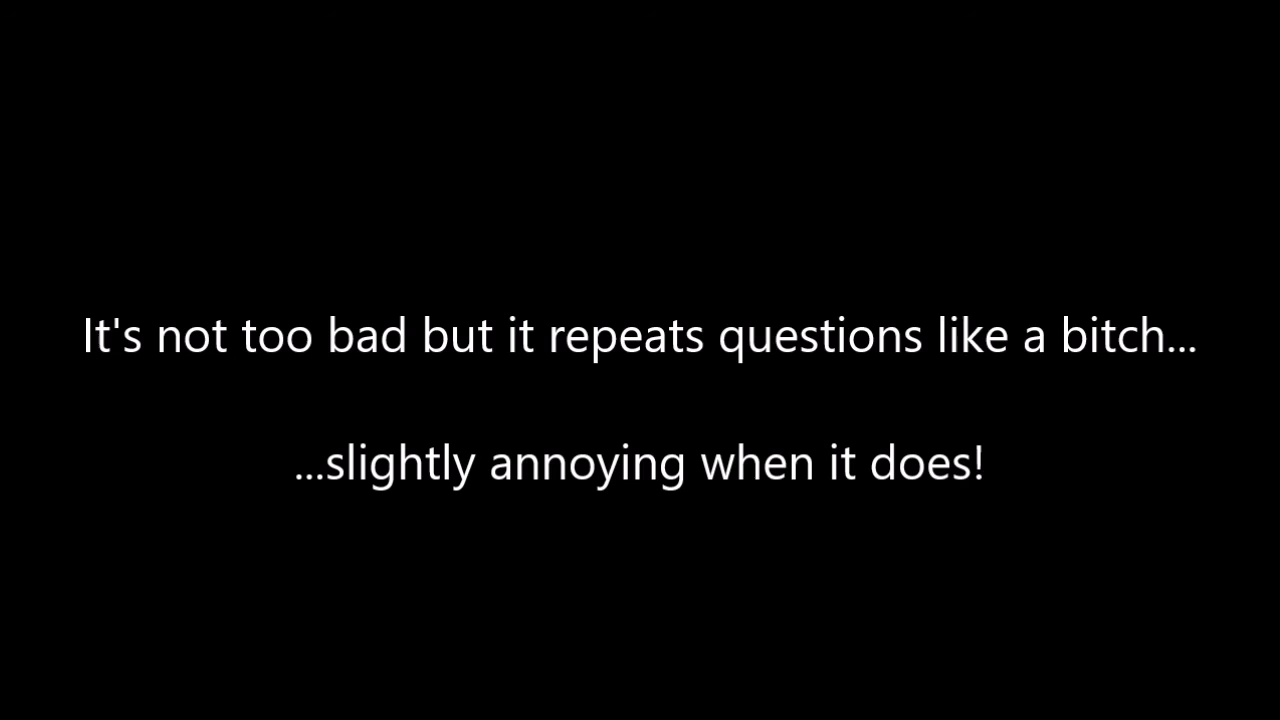 It's not too bad but it repeats questions like a bitch...
...slightly annoying when it does!